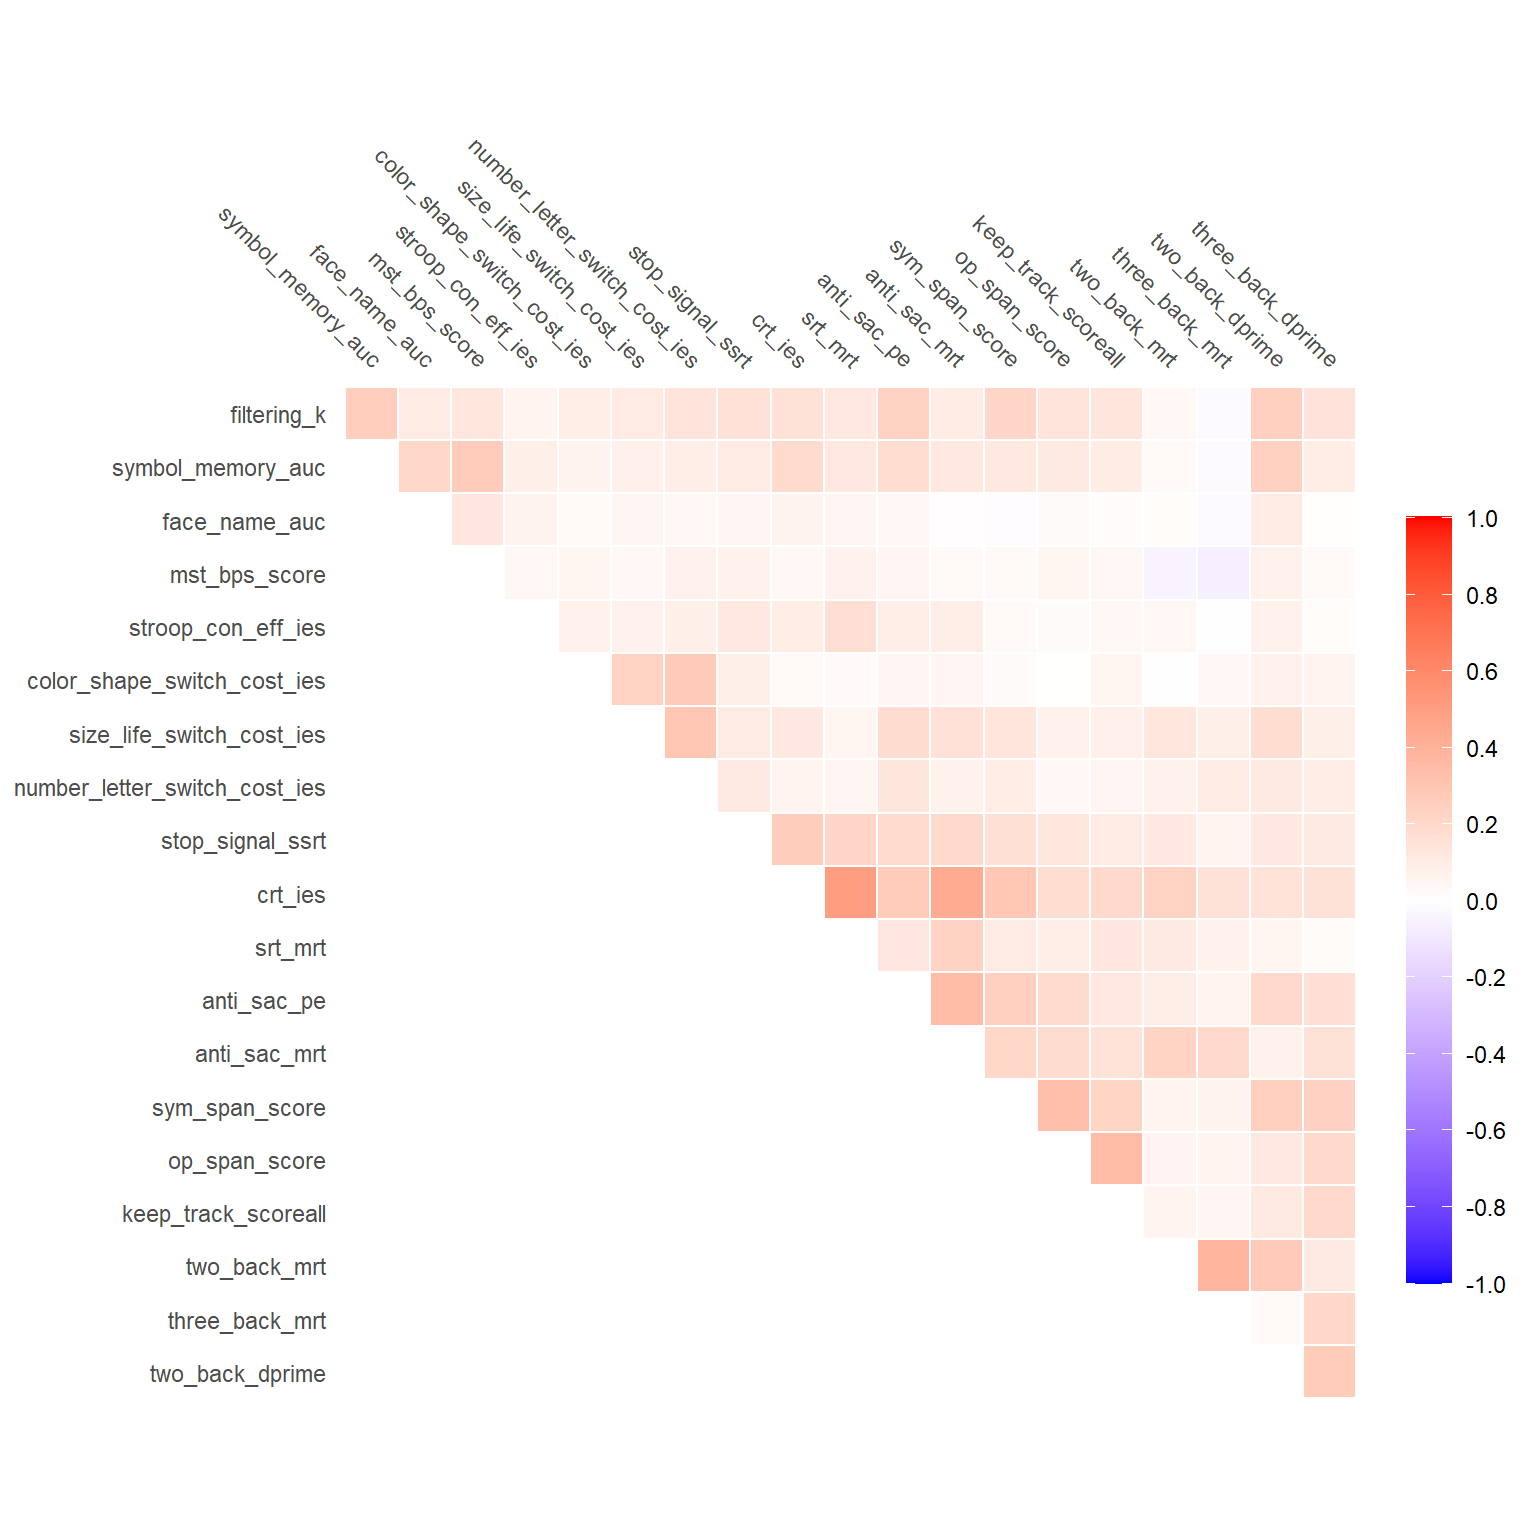 symbol_memory_auc
face_name_auc
mst_bps_score
stroop_con_eff_ies
color_shape_switch_cost_ies
size_life_switch_cost_ies
number_letter_switch_cost_ies
stop_signal_ssrt
crt_ies
srt_mrt
anti_sac_pe
anti_sac_mrt
sym_span_score
op_span_score
keep_track_scoreall
two_back_mrt
three_back_mrt
two_back_dprime
three_back_dprime
filtering_k
symbol_memory_auc
face_name_auc
mst_bps_score
stroop_con_eff_ies
color_shape_switch_cost_ies
size_life_switch_cost_ies
number_letter_switch_cost_ies
stop_signal_ssrt
crt_ies
srt_mrt
anti_sac_pe
anti_sac_mrt
sym_span_score
op_span_score
keep_track_scoreall
two_back_mrt
three_back_mrt
two_back_dprime
1.0
0.8
0.6
0.4
0.2
0.0
-0.2
-0.4
-0.6
-0.8
-1.0